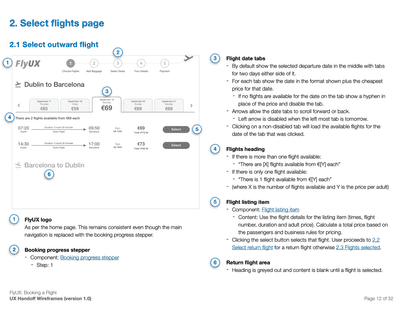 2. Select flights page
2.1 Select outward flight
FlyUX
1
2
3
4
5
Choose flights
Add baggage
Select seats
Your details
Payment
Dublin to Barcelona
€69
There are 2 flights available from €69 each
07:05
09:50
€69
Select
14:30
17:00
€73
Select
Barcelona to Dublin
1
2
3
4
5
6
1 FlyUX logo
As per the home page. This remains consistent even though the main
navigation is replaced with the booking progress stepper.
2 Booking progress stepper
- Component: Booking progress stepper
- Step: 1
3 Flight date tabs
- By default show the selected departure date in the middle with tabs
for two days either side of it.
- For each tab show the date in the format shown plus the cheapest
price for that date.
- If no flights are available for the date on the tab show a hyphen in
place of the price and disable the tab.
- Arrows allow the date tabs to scroll forward or back.
- Left arrow is disabled when the left most tab is tomorrow.
- Clicking on a non-disabled tab will load the available flights for the
date of the tab that was clicked.
4 Flights heading
- If there is more than one flight available:
- "There are [X] flights available from €[Y] each"
- If there is only one flight available:
- "There is 1 flight available from €[Y] each"
- (where X is the number of flights available and Y is the price per adult)
5 Flight listing item
- Component: Flight listing item
- Content: Use the flight details for the listing item (times, flight
number, duration and adult price). Calculate a total price based on
the passengers and business rules for pricing.
- Clicking the select button selects that flight. User proceeds to 2.2
Select return flight for a return flight otherwise 2.3 Flights selected.
6 Return flight area
- Heading is greyed out and content is blank until a flight is selected.
FlyUX: Booking a Flight
UX Handoff Wireframes (version 1.0)
Page 12 of 32